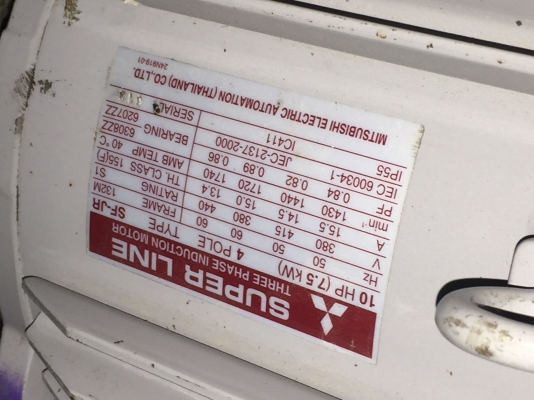 SUPER LINE
THREE PHASE INDUCTION MOTOR
10 HP (7.5 kW) 4 POLE TYPE SF-JR
Hz 50 50 60 60 FRAME 132M
V 380 415 380 440 RATING S1
A 15.5 14.5 15.0 13.4 TH. CLASS 155(F)
min⁻¹ 1430 1440 1720 1740 AMB TEMP 40 °C
PF 0.84 0.82 0.89 0.86 BEARING 6308ZZ
IEC 60034-1 JEC-2137-2000 6207ZZ
IP55 IC411 SERIAL
MITSUBISHI ELECTRIC AUTOMATION (THAILAND) CO.,LTD.
24N919-01